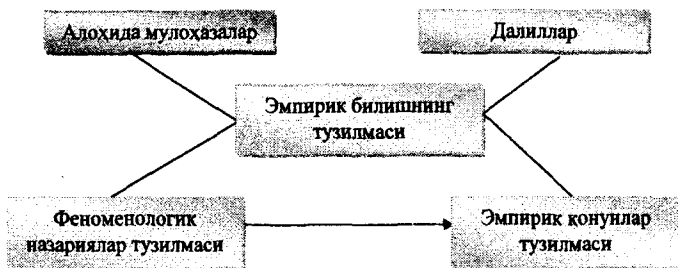 Алоҳида мулоҳазалар
Далиллар
Эмпирик билишнинг
тузилмаси
Феноменологик
назариялар тузилмаси
Эмпирик қонунлар
тузилмаси